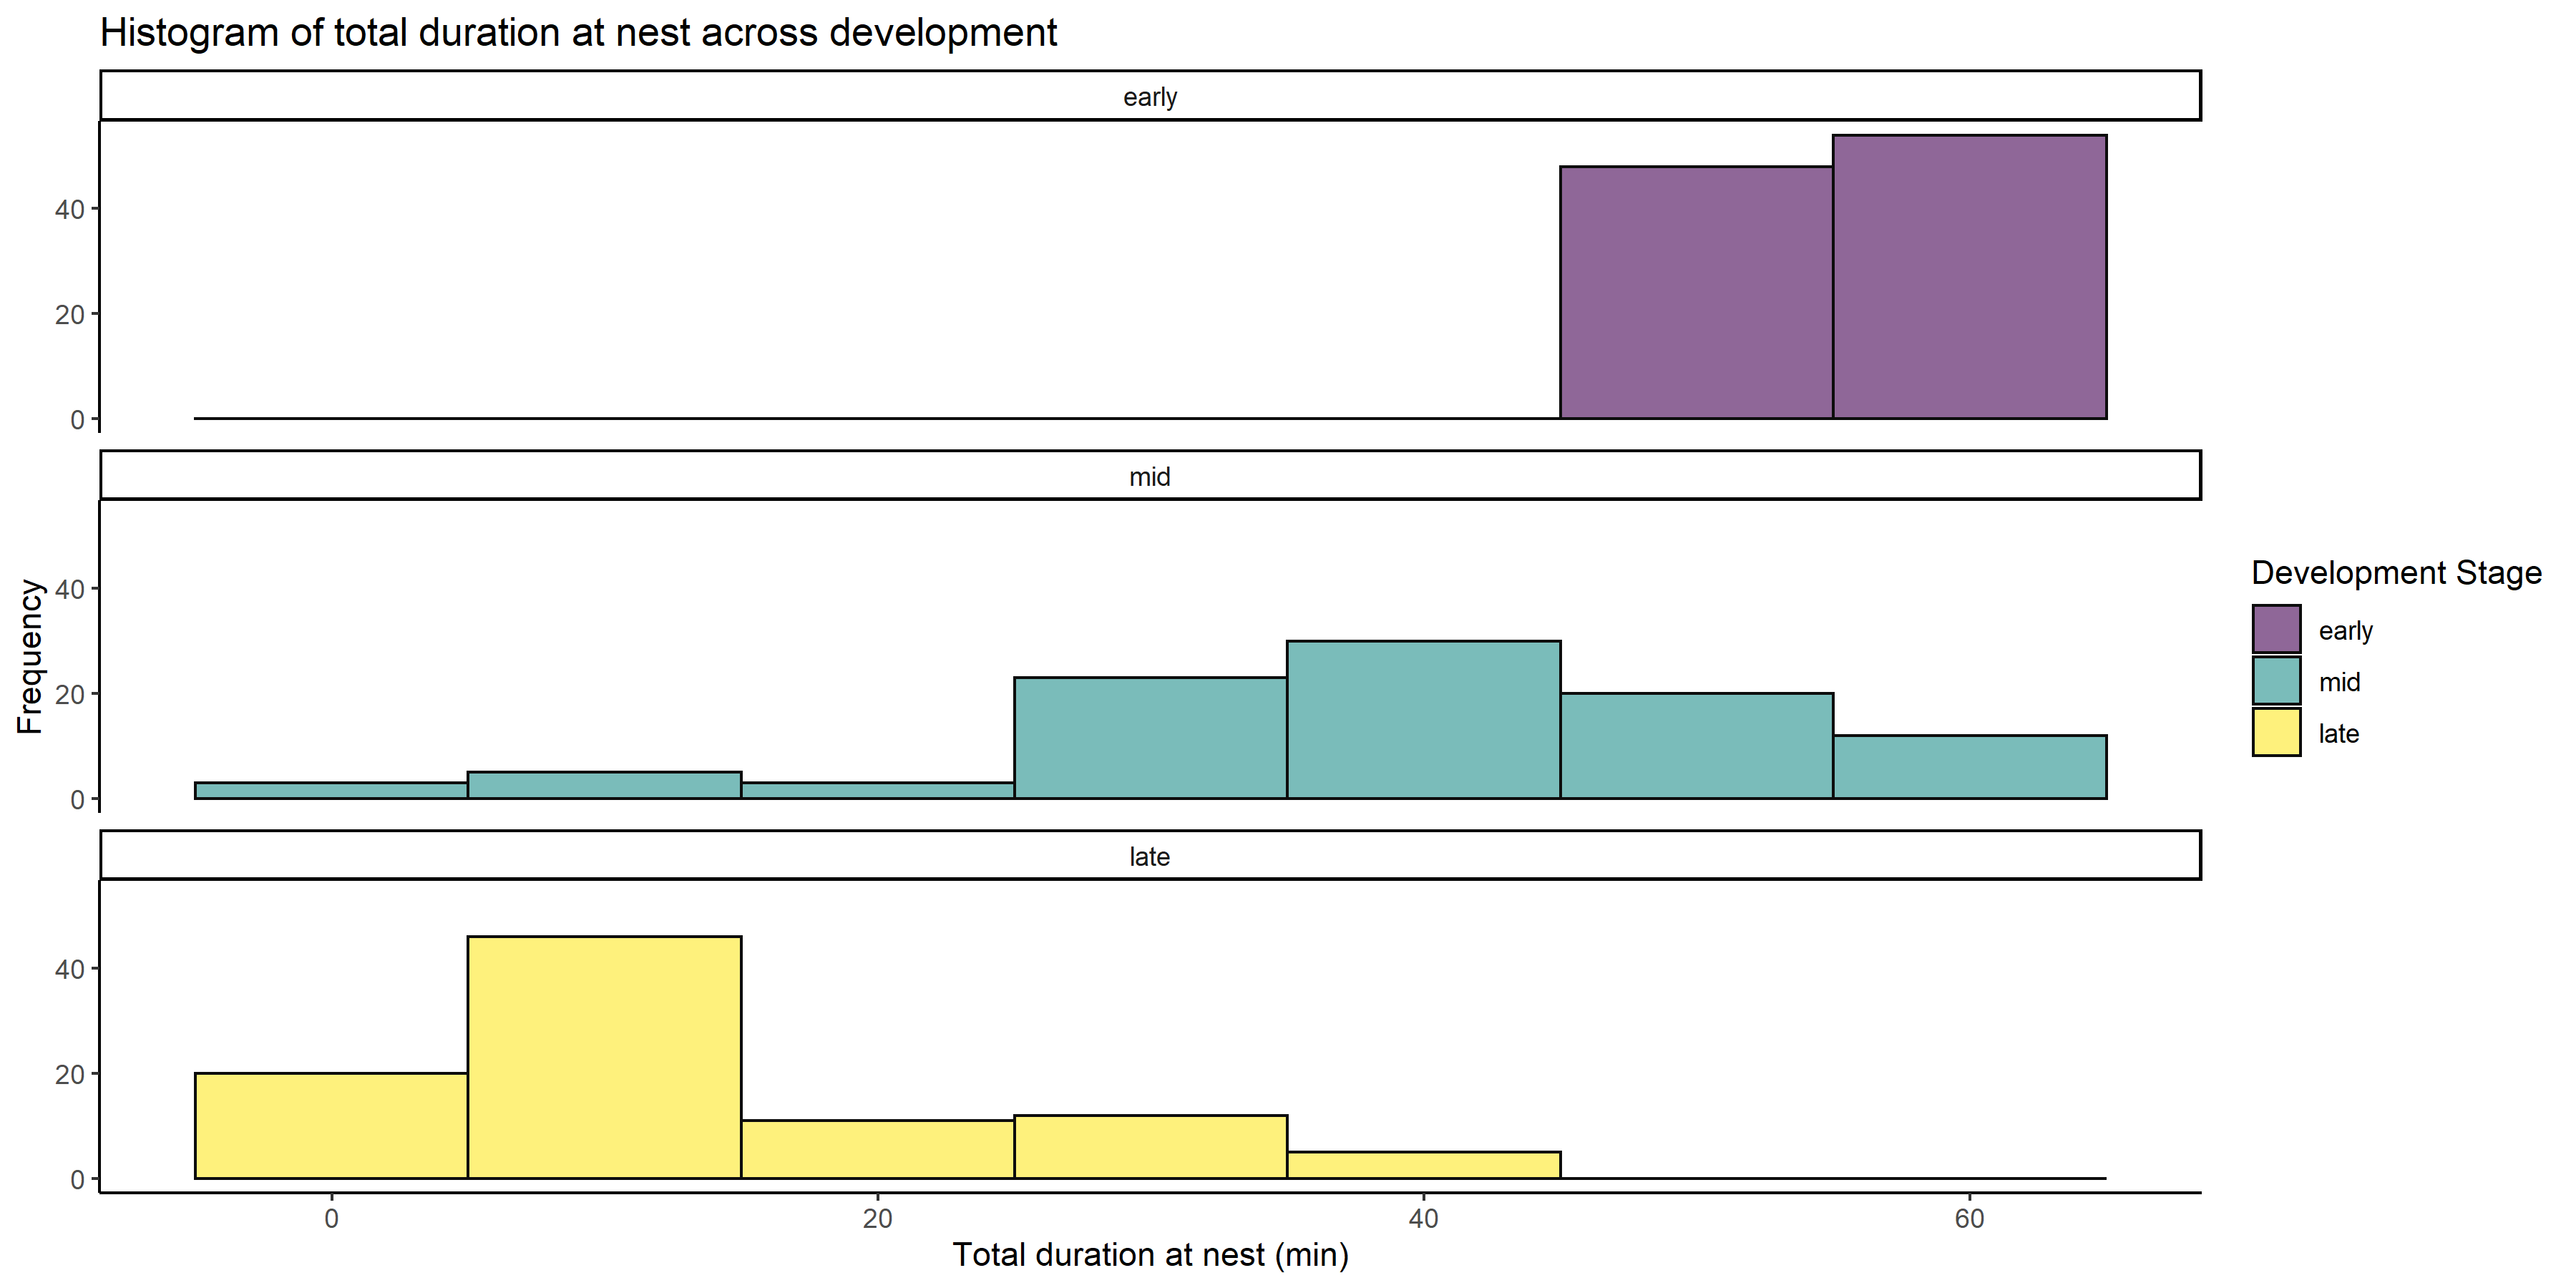 Histogram of total duration at nest across development
early
40
20
0
mid
40
20
0
late
40
20
0
0 20 40 60
Total duration at nest (min)
Frequency
Development Stage
early
mid
late